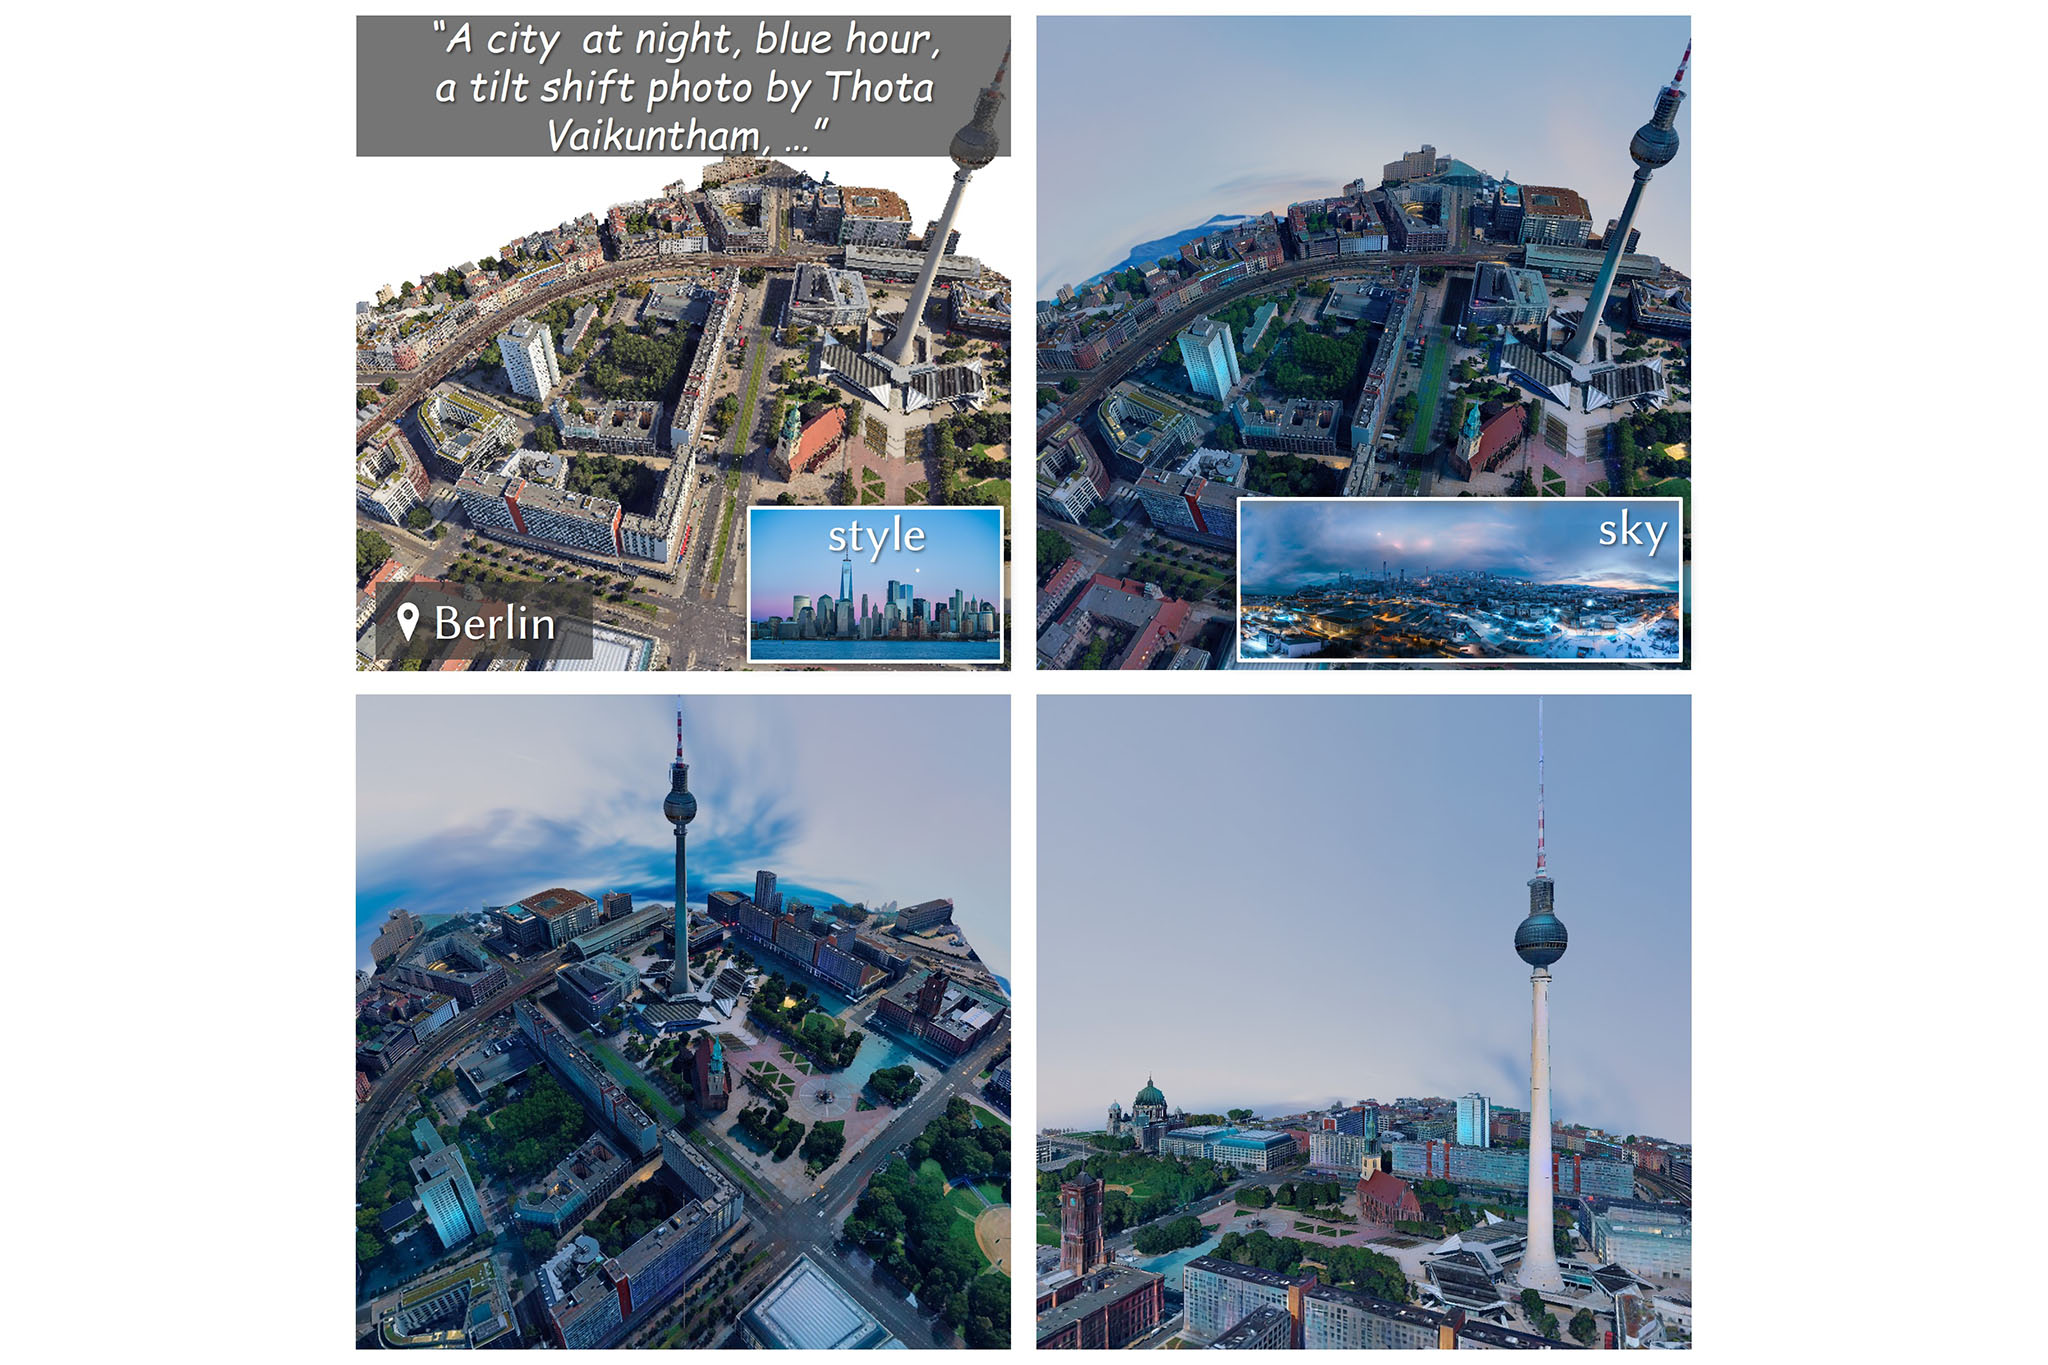 “A city at night, blue hour,
a tilt shift photo by Thota
Vaikuntham, ...”
style
Berlin
sky